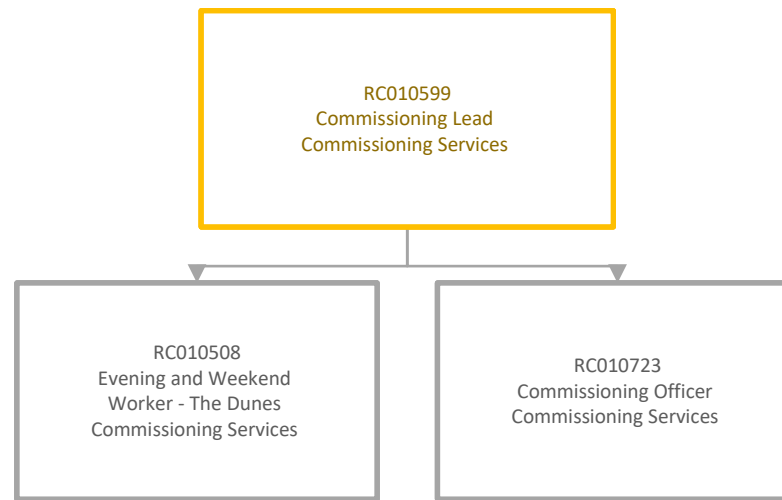 RC010599
Commissioning Lead
Commissioning Services
RC010508
Evening and Weekend
Worker - The Dunes
Commissioning Services
RC010723
Commissioning Officer
Commissioning Services